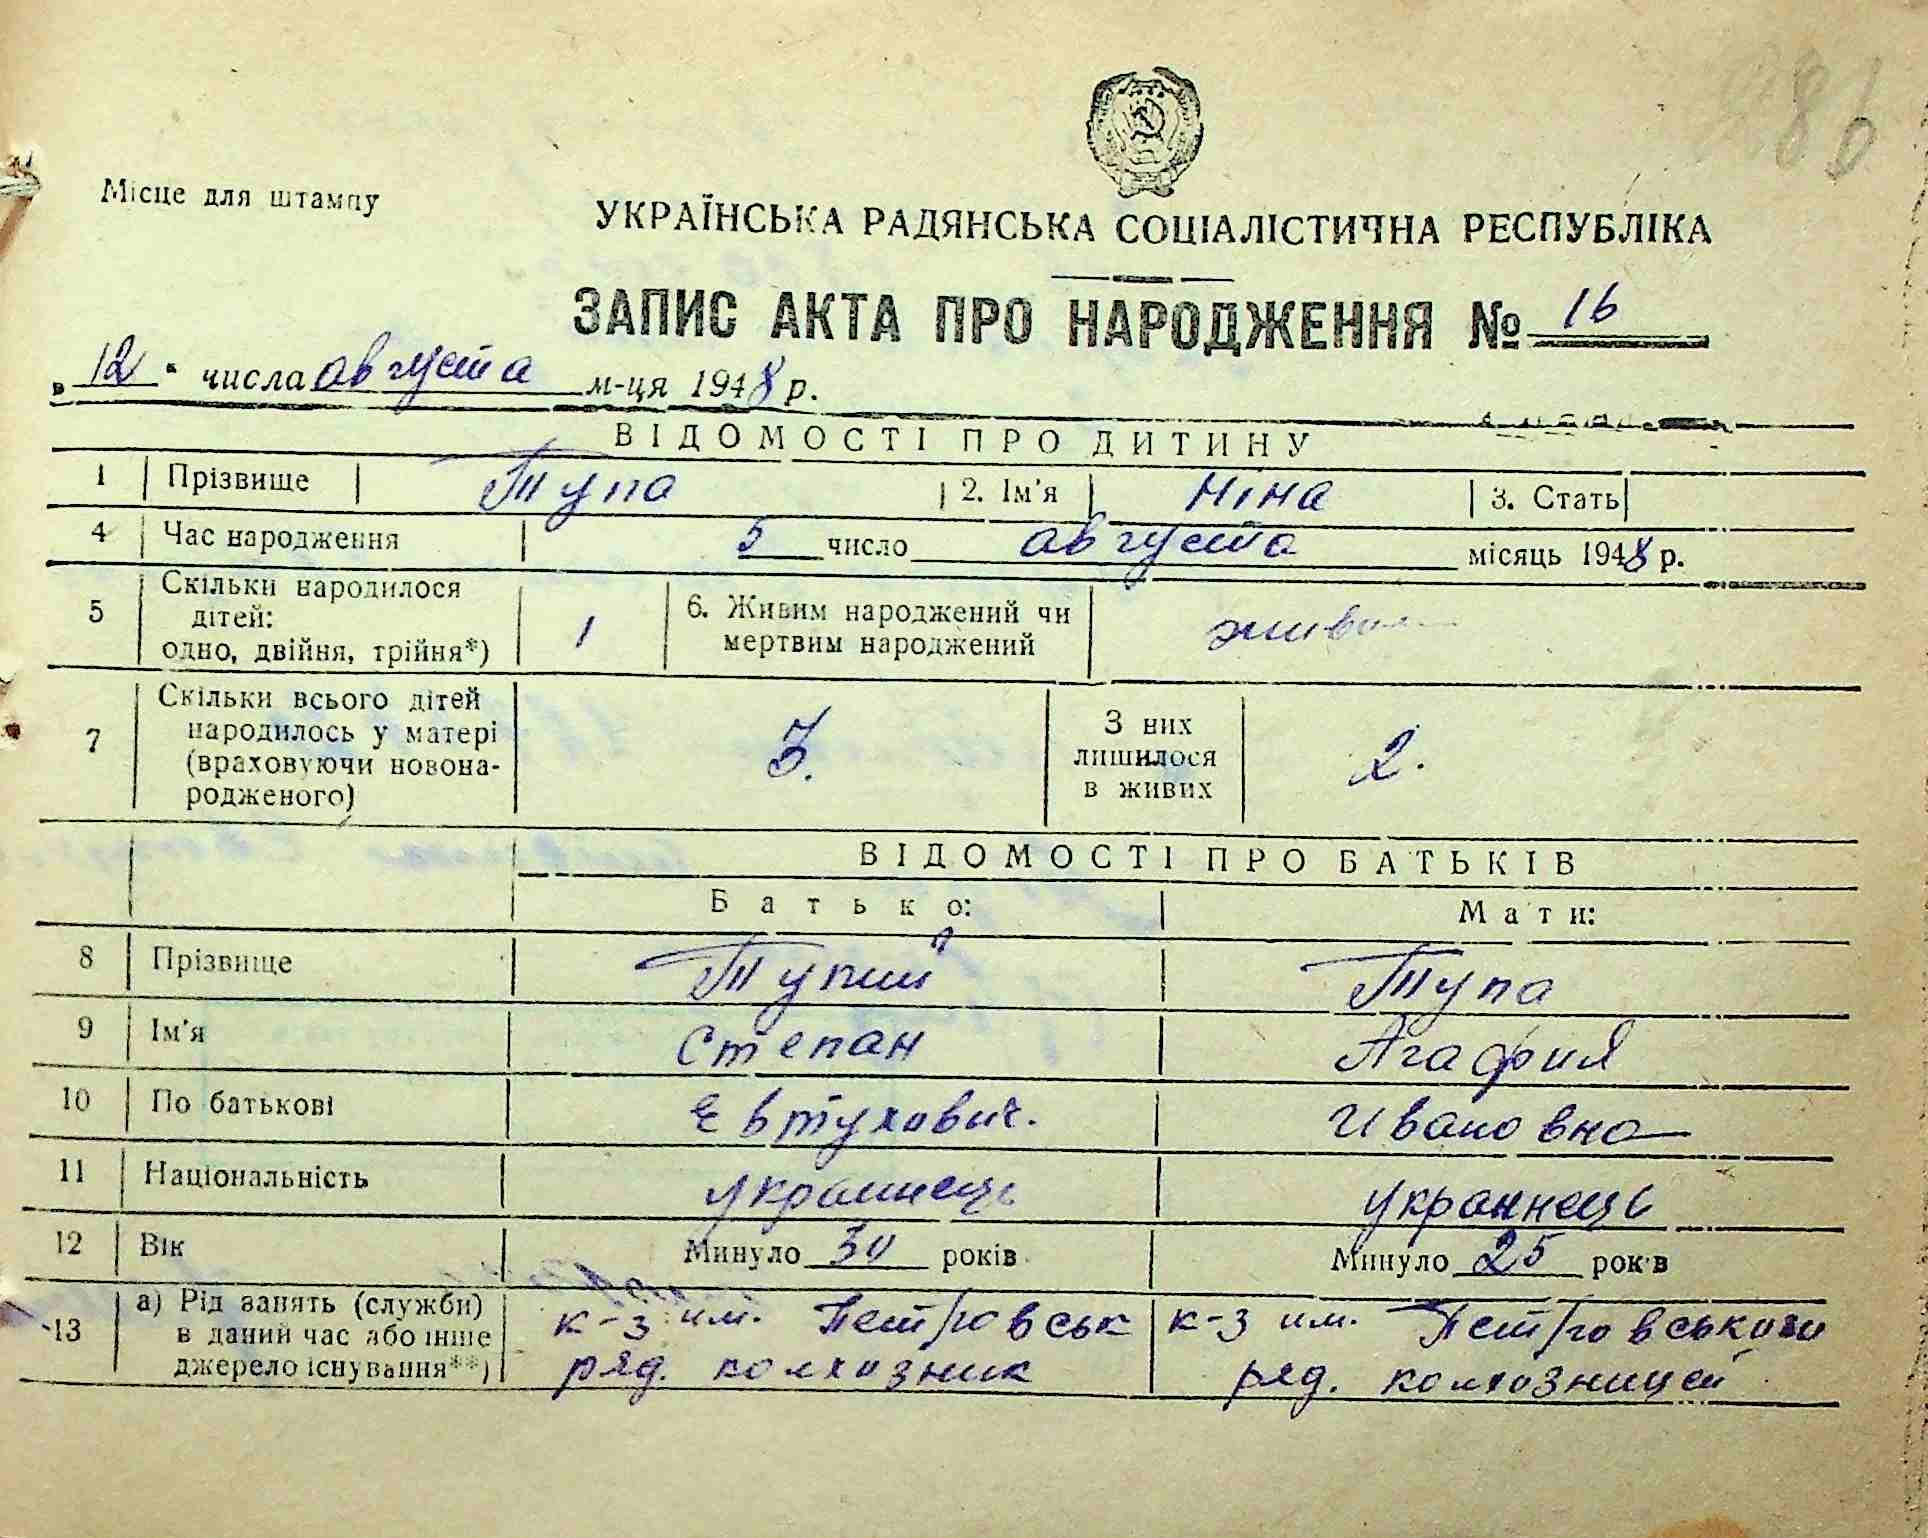 86
Місце для штампу
УКРАЇНСЬКА РАДЯНСЬКА СОЦІАЛІСТИЧНА РЕСПУБЛІКА
ЗАПИС АКТА ПРО НАРОДЖЕННЯ № 16
„ 12 “ числа августа м-ця 1948 р.
ВІДОМОСТІ ПРО ДИТИНУ
1 Прізвище Тупа 2. Ім'я Ніна 3. Стать
4 Час народження 5 число августа місяць 1948 р.
5 Скільки народилося дітей: одно, двійня, трійня*) 1 6. Живим народжений чи мертвим народжений живым
7 Скільки всього дітей народилось у матері (враховуючи новонародженого) 3. З них лишилося в живих 2.
ВІДОМОСТІ ПРО БАТЬКІВ
Батько: Мати:
8 Прізвище Тупий Тупа
9 Ім'я Степан Агафия
10 По батькові Евтухович. Ивановна
11 Національність украинець украинець
12 Вік Минуло 30 років Минуло 25 років
13 а) Рід занять (служби) в даний час або інше джерело існування**)
к-з им. Петровськ к-з им. Петровського
ряд. колхозник ряд. колхозницей